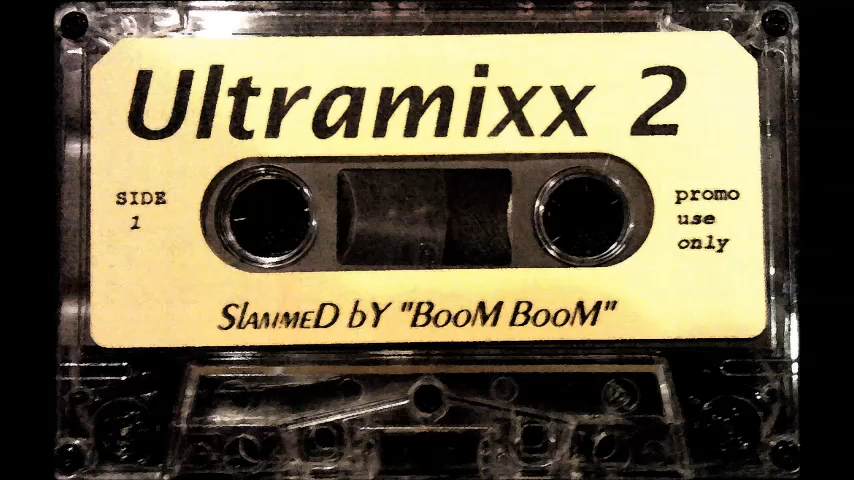 Ultramixx 2
SIDE
1
promo
use
only
SlammeD bY "BooM BooM"